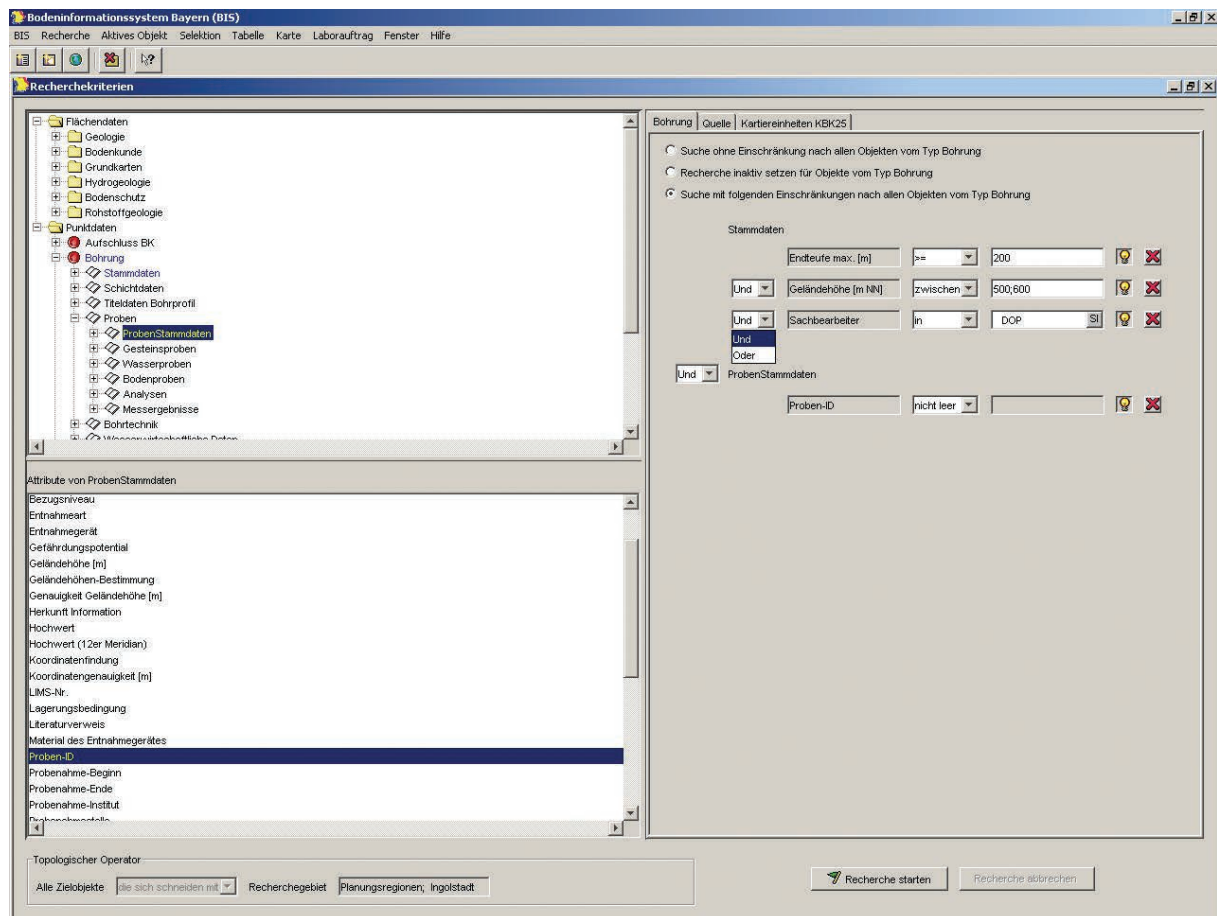 Bodeninformationssystem Bayern (BIS)
BIS Recherche Aktives Objekt Selektion Tabelle Karte Laborauftrag Fenster Hilfe
Recherchekriterien
Flächendaten
Geologie
Bodenkunde
Grundkarten
Hydrogeologie
Bodenschutz
Rohstoffgeologie
Punktdaten
Aufschluss BK
Bohrung
Stammdaten
Schichtdaten
Titeldaten Bohrprofil
Proben
ProbenStammdaten
Gesteinsproben
Wasserproben
Bodenproben
Analysen
Messergebnisse
Bohrtechnik
Wasserwirtschaftliche Daten
Attribute von ProbenStammdaten
Bezugsniveau
Entnahmeart
Entnahmegerät
Gefährdungspotential
Geländehöhe [m]
Geländehöhen-Bestimmung
Genauigkeit Geländehöhe [m]
Herkunft Information
Hochwert
Hochwert (12er Meridian)
Koordinatenfindung
Koordinatengenauigkeit [m]
LIMS-Nr.
Lagerungsbedingung
Literaturverweis
Material des Entnahmegerätes
Proben-ID
Probenahme-Beginn
Probenahme-Ende
Probenahme-Institut
Probenahmestelle
Bohrung Quelle Kartiereinheiten KBK25
Suche ohne Einschränkung nach allen Objekten vom Typ Bohrung
Recherche inaktiv setzen für Objekte vom Typ Bohrung
Suche mit folgenden Einschränkungen nach allen Objekten vom Typ Bohrung
Stammdaten
Endteufe max. [m] >= 200
Und Geländehöhe [m NN] zwischen 500;600
Und Sachbearbeiter in DOP SI
Und
Oder
Und ProbenStammdaten
Proben-ID nicht leer
Topologischer Operator
Alle Zielobjekte die sich schneiden mit Recherchegebiet Planungsregionen; Ingolstadt
Recherche starten Recherche abbrechen